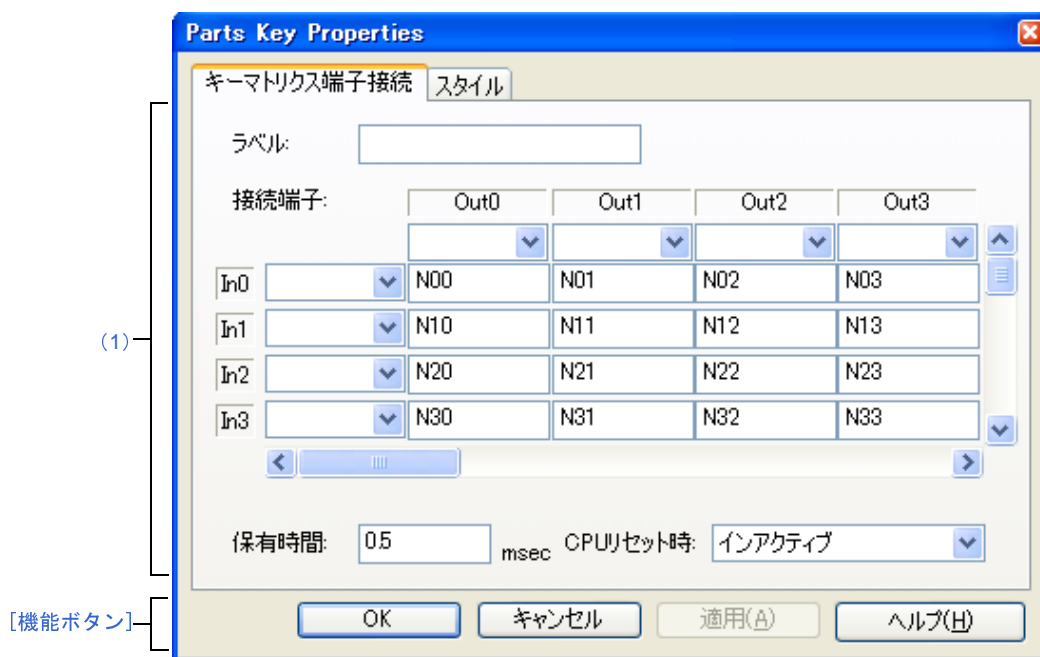 Parts Key Properties
キーマトリクス端子接続 スタイル
ラベル:
接続端子: Out0 Out1 Out2 Out3
In0 N00 N01 N02 N03
In1 N10 N11 N12 N13
(1)
In2 N20 N21 N22 N23
In3 N30 N31 N32 N33
保有時間: 0.5 msec CPUリセット時: インアクティブ
[機能ボタン] OK キャンセル 適用(A) ヘルプ(H)